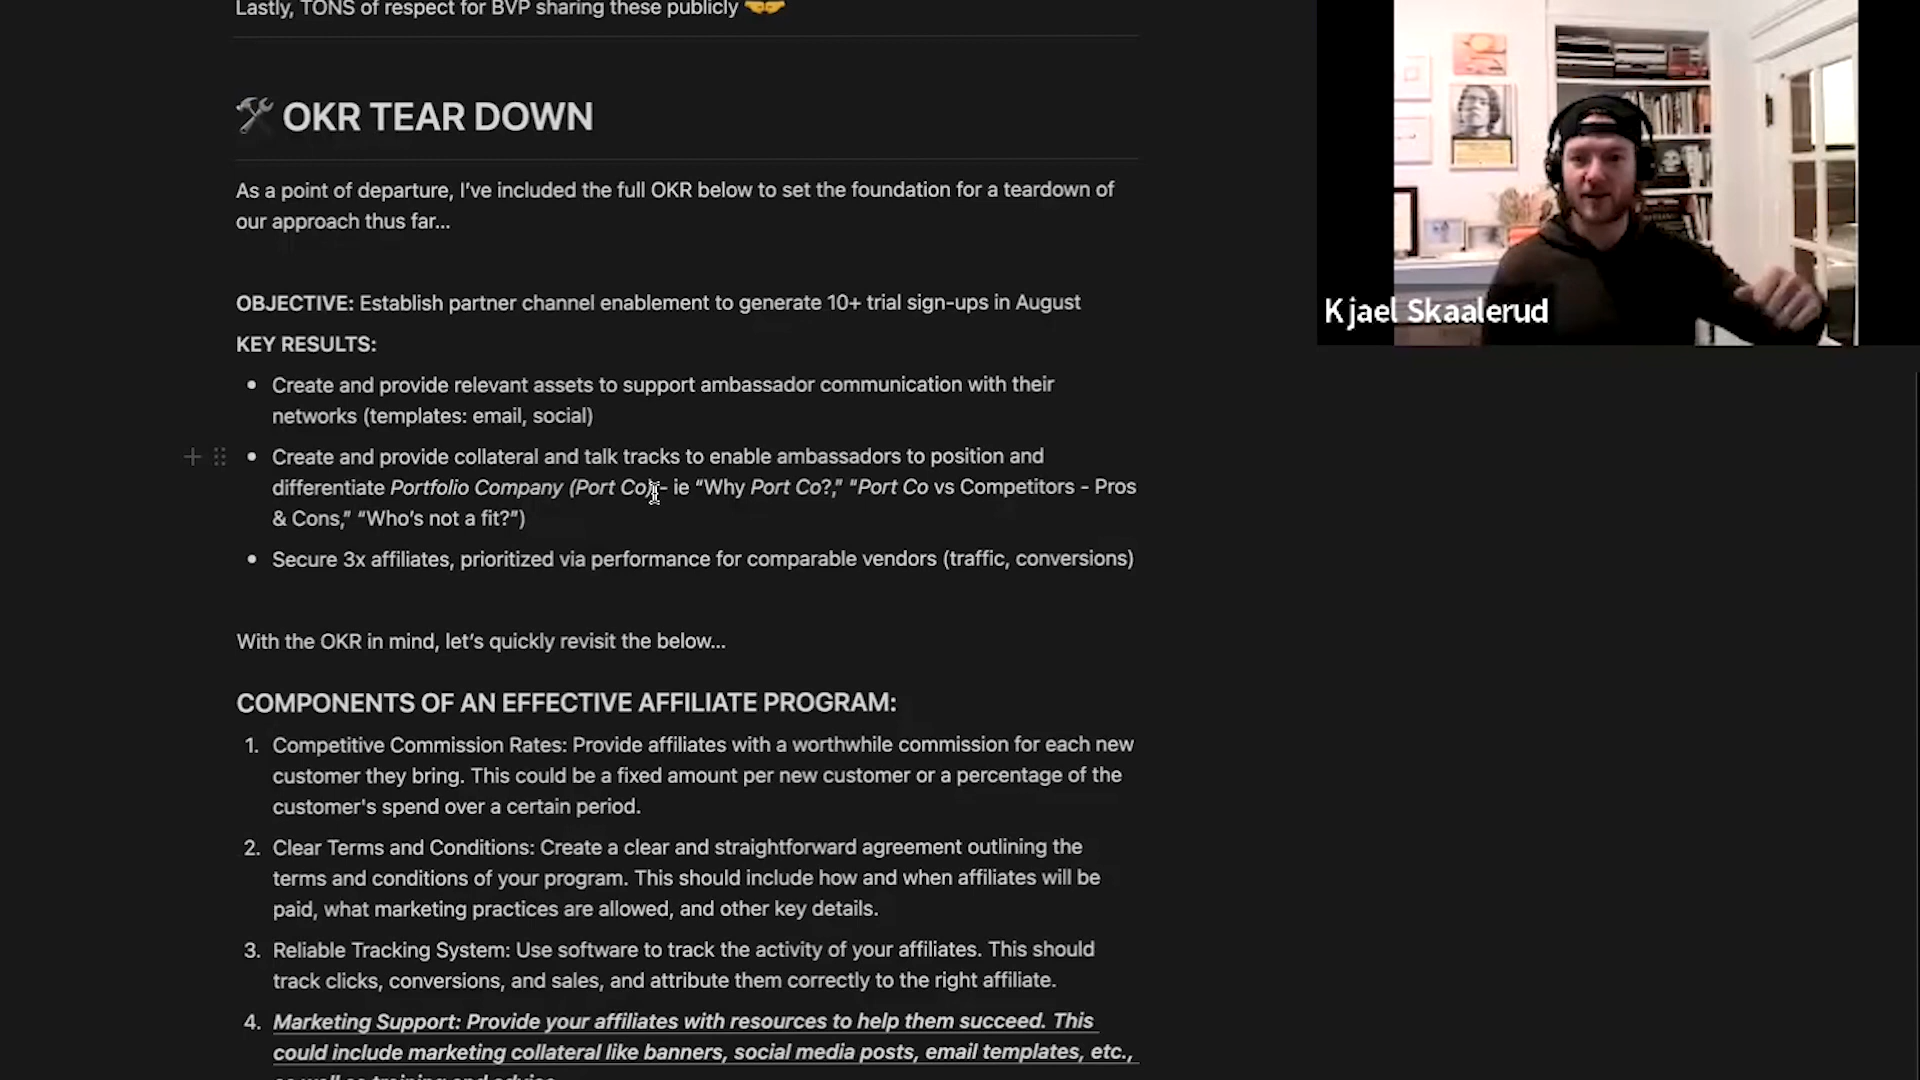 Lastly, TONS of respect for BVP sharing these publicly 🤝
🛠 OKR TEAR DOWN
As a point of departure, I’ve included the full OKR below to set the foundation for a teardown of
our approach thus far...
OBJECTIVE: Establish partner channel enablement to generate 10+ trial sign-ups in August
KEY RESULTS:
• Create and provide relevant assets to support ambassador communication with their
networks (templates: email, social)
• Create and provide collateral and talk tracks to enable ambassadors to position and
differentiate Portfolio Company (Port Co) - ie “Why Port Co?,” “Port Co vs Competitors - Pros
& Cons,” “Who’s not a fit?”)
• Secure 3x affiliates, prioritized via performance for comparable vendors (traffic, conversions)
With the OKR in mind, let’s quickly revisit the below...
COMPONENTS OF AN EFFECTIVE AFFILIATE PROGRAM:
1. Competitive Commission Rates: Provide affiliates with a worthwhile commission for each new
customer they bring. This could be a fixed amount per new customer or a percentage of the
customer's spend over a certain period.
2. Clear Terms and Conditions: Create a clear and straightforward agreement outlining the
terms and conditions of your program. This should include how and when affiliates will be
paid, what marketing practices are allowed, and other key details.
3. Reliable Tracking System: Use software to track the activity of your affiliates. This should
track clicks, conversions, and sales, and attribute them correctly to the right affiliate.
4. Marketing Support: Provide your affiliates with resources to help them succeed. This
could include marketing collateral like banners, social media posts, email templates, etc.,
as well as training and advice.
Kjael Skaalerud